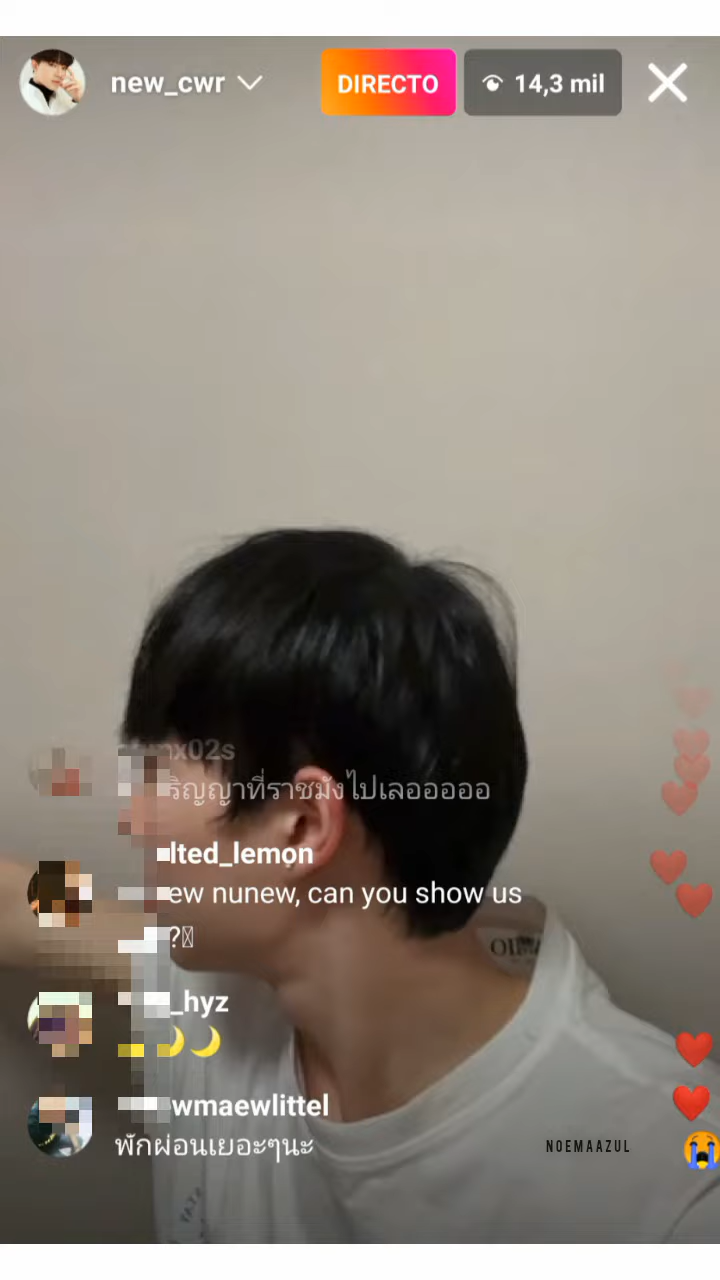 new_cwr
DIRECTO
14,3 mil
x02s
ริญญาที่ราชมังไปเลอออออ
lted_lemon
ew nunew, can you show us
?
_hyz
🌙🌙
wmaewlittel
พักผ่อนเยอะๆนะ
NOEMAAZUL